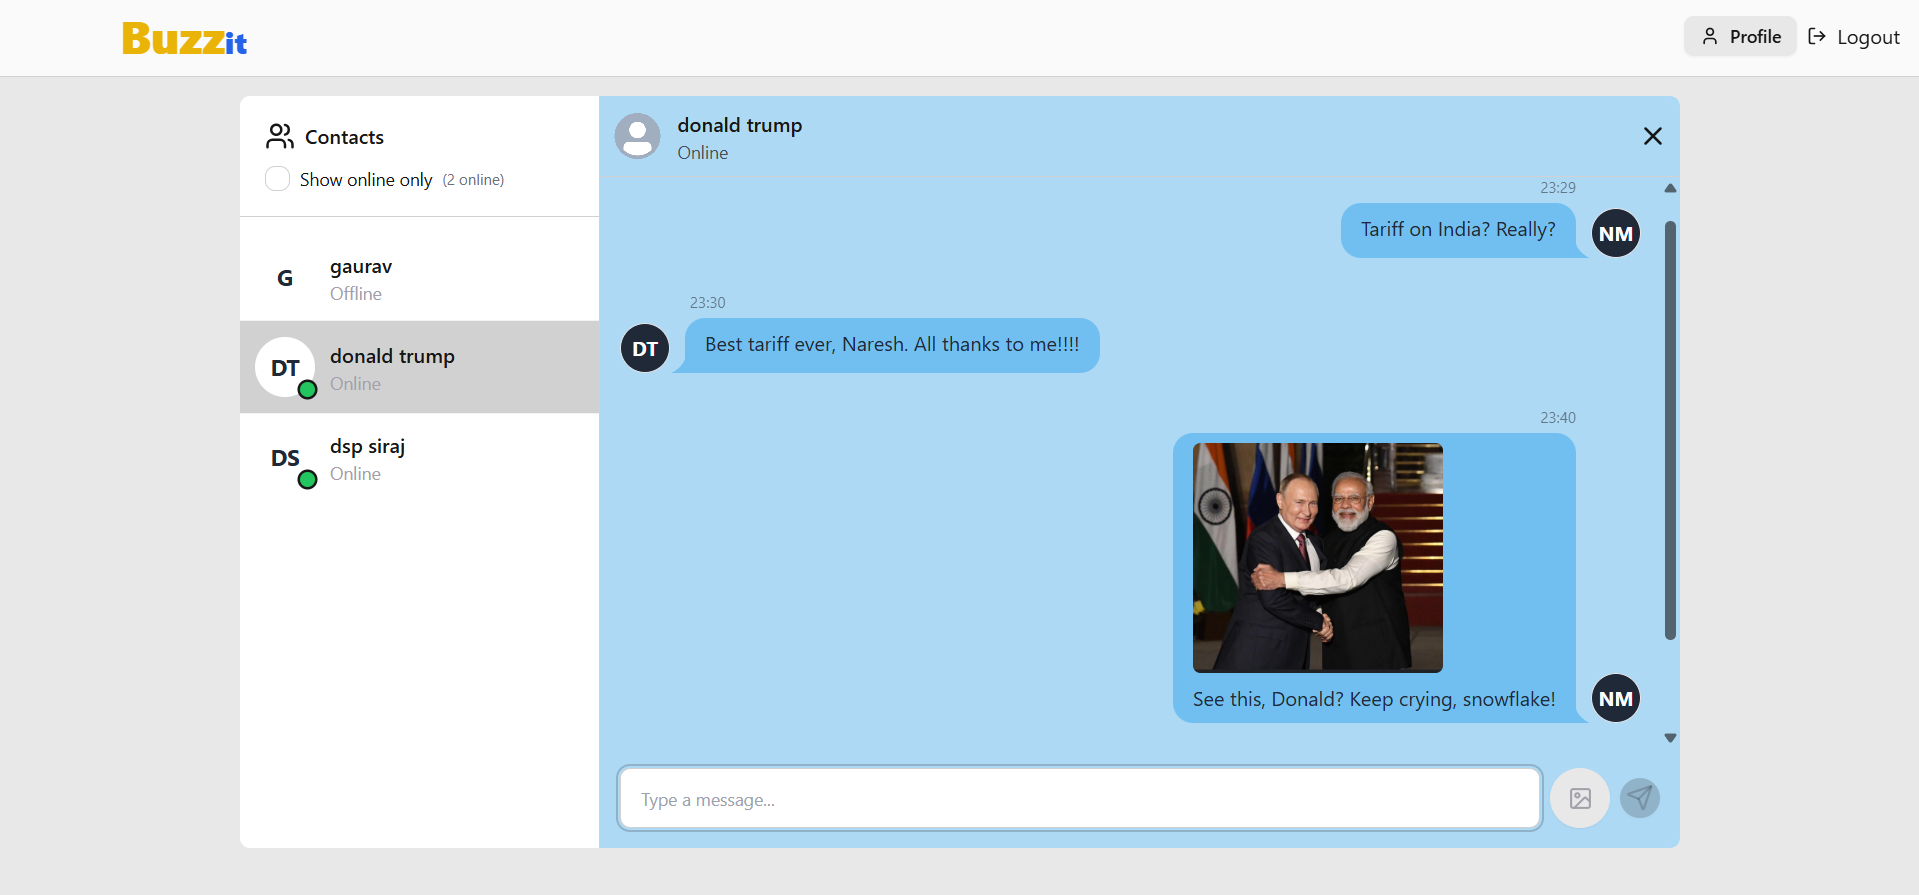 Buzzit
Profile
Logout
Contacts
Show online only (2 online)
G
gaurav
Offline
DT
donald trump
Online
DS
dsp siraj
Online
donald trump
Online
23:29
Tariff on India? Really?
NM
23:30
DT
Best tariff ever, Naresh. All thanks to me!!!!
23:40
See this, Donald? Keep crying, snowflake!
NM
Type a message...